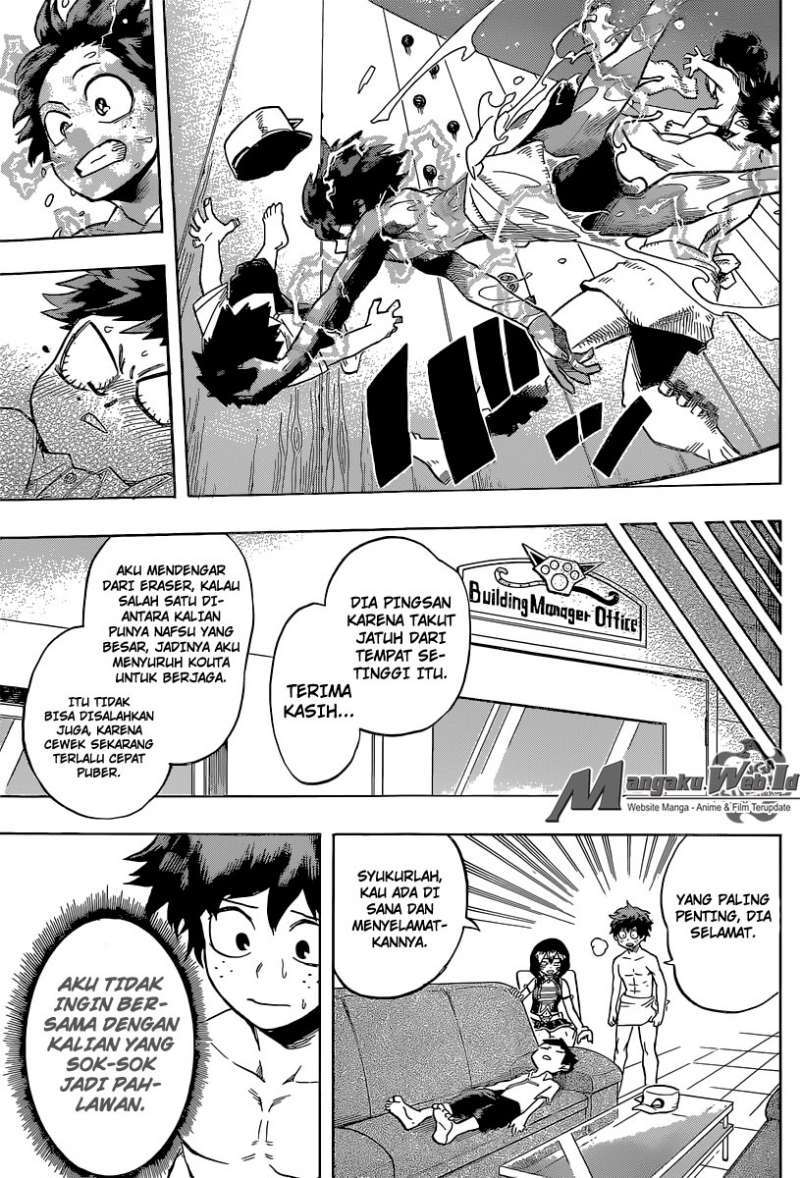 バッ
Building Manager Office
DIA PINGSAN
KARENA TAKUT
JATUH DARI
TEMPAT SE-
TINGGI ITU.
TERIMA
KASIH...
AKU MENDENGAR
DARI ERASER, KALAU
SALAH SATU DI-
ANTARA KALIAN
PUNYA NAFSU YANG
BESAR, JADINYA AKU
MENYURUH KOUTA
UNTUK BERJAGA.
ITU TIDAK
BISA DISALAHKAN
JUGA, KARENA
CEWEK SEKARANG
TERLALU CEPAT
PUBER.
Mangaku.Web.Id
Website Manga - Anime & Film Terupdate
YANG PALING
PENTING, DIA
SELAMAT.
SYUKURLAH,
KAU ADA DI
SANA DAN
MENYELAMAT-
KANNYA.
AKU TIDAK
INGIN BER-
SAMA DENGAN
KALIAN YANG
SOK-SOK
JADI PAH-
LAWAN.